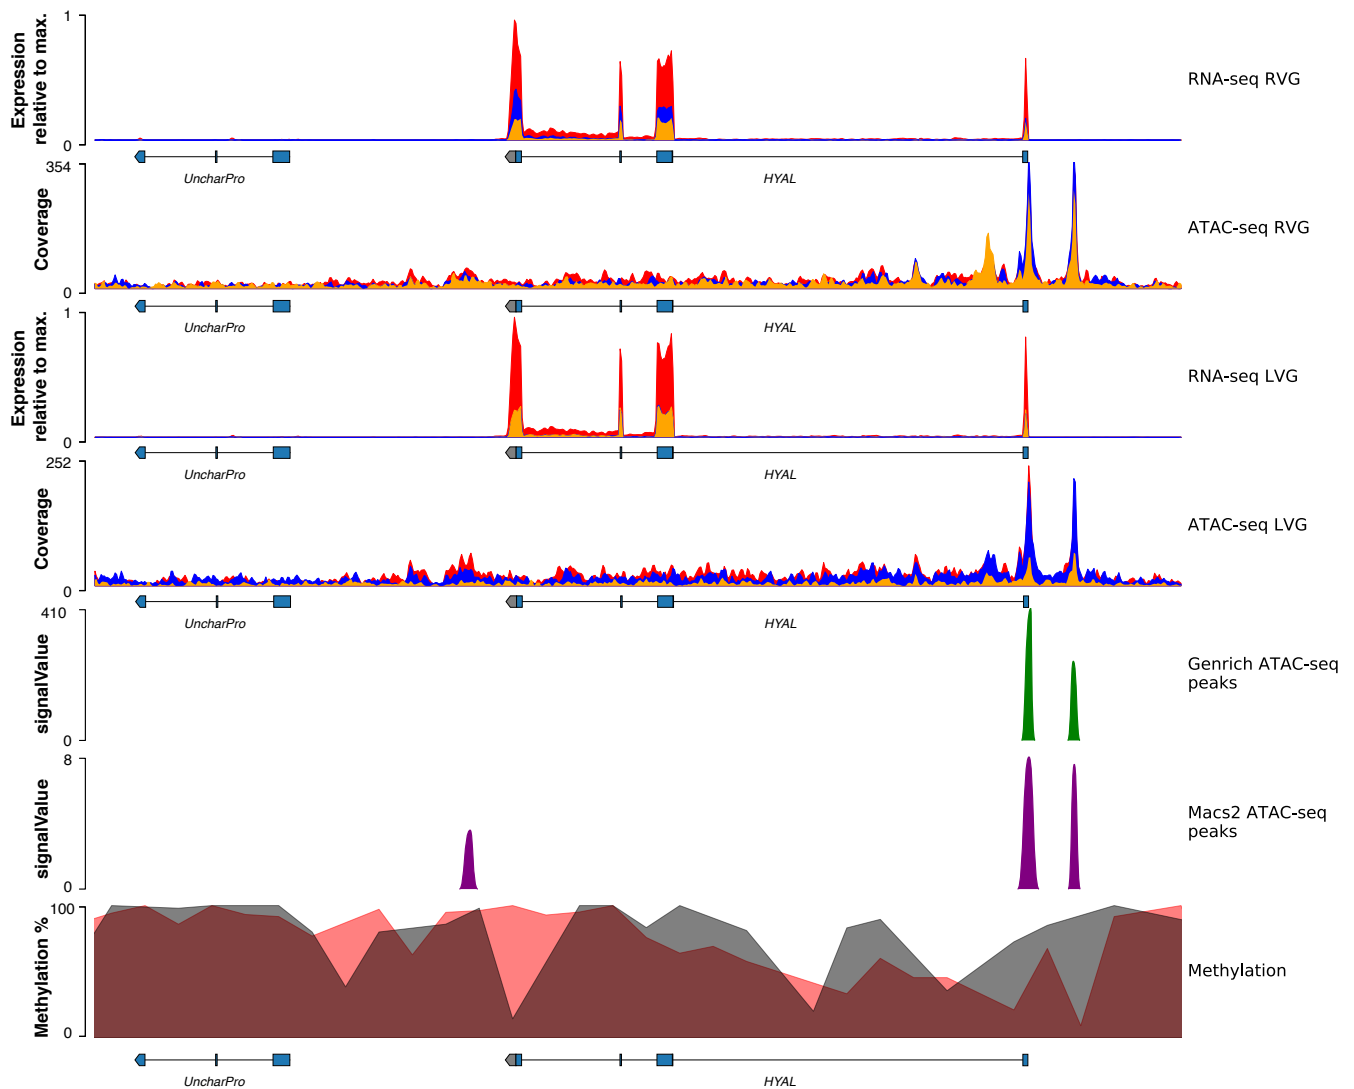 Expression
relative to max.
1
0
RNA-seq RVG
UncharPro
HYAL
Coverage
354
0
ATAC-seq RVG
UncharPro
HYAL
Expression
relative to max.
1
0
RNA-seq LVG
UncharPro
HYAL
Coverage
252
0
ATAC-seq LVG
UncharPro
HYAL
signalValue
410
0
Genrich ATAC-seq
peaks
signalValue
8
0
Macs2 ATAC-seq
peaks
Methylation %
100
0
Methylation
UncharPro
HYAL